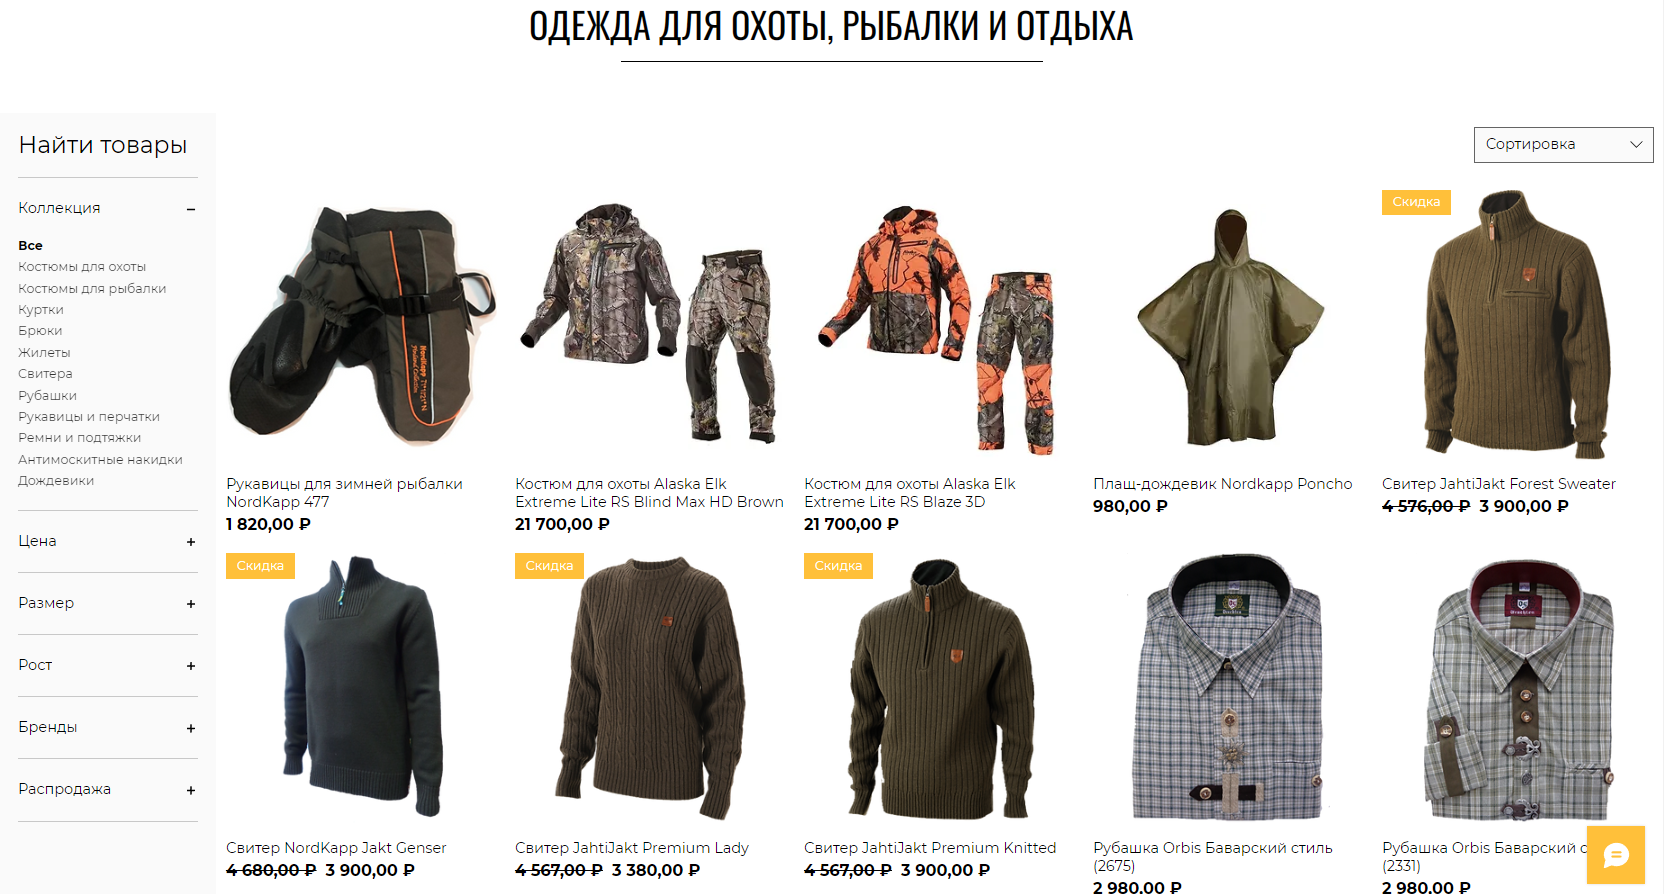 ОДЕЖДА ДЛЯ ОХОТЫ, РЫБАЛКИ И ОТДЫХА
Найти товары
Коллекция
Все
Костюмы для охоты
Костюмы для рыбалки
Куртки
Брюки
Жилеты
Свитера
Рубашки
Рукавицы и перчатки
Ремни и подтяжки
Антимоскитные накидки
Дождевики
Цена
Размер
Рост
Бренды
Распродажа
Сортировка
Рукавицы для зимней рыбалки
NordKapp 477
1 820,00 ₽
Костюм для охоты Alaska Elk
Extreme Lite RS Blind Max HD Brown
21 700,00 ₽
Костюм для охоты Alaska Elk
Extreme Lite RS Blaze 3D
21 700,00 ₽
Плащ-дождевик Nordkapp Poncho
980,00 ₽
Скидка
Свитер JahtiJakt Forest Sweater
4 576,00 ₽ 3 900,00 ₽
Скидка
Свитер NordKapp Jakt Genser
4 680,00 ₽ 3 900,00 ₽
Скидка
Свитер JahtiJakt Premium Lady
4 567,00 ₽ 3 380,00 ₽
Скидка
Свитер JahtiJakt Premium Knitted
4 567,00 ₽ 3 900,00 ₽
Рубашка Orbis Баварский стиль
(2675)
2 980,00 ₽
Рубашка Orbis Баварский с
(2331)
2 980,00 ₽